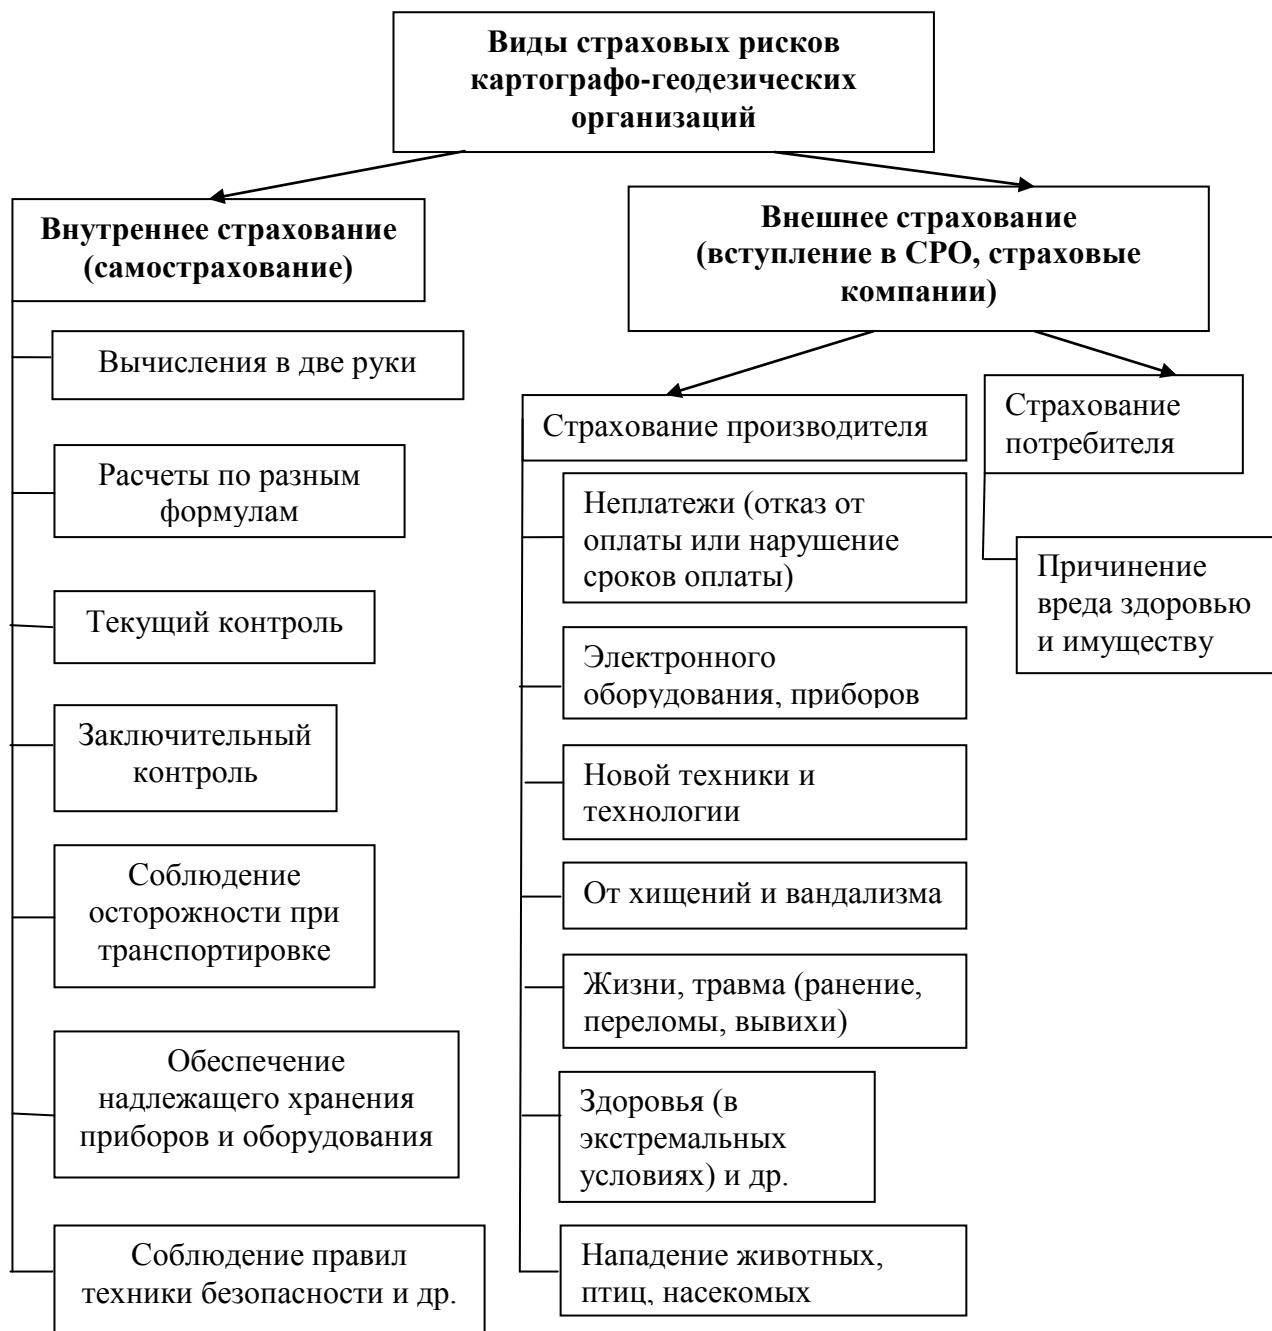 Виды страховых рисков
картографо-геодезических
организаций
Внутреннее страхование
(самострахование)
Вычисления в две руки
Расчеты по разным
формулам
Текущий контроль
Заключительный
контроль
Соблюдение
осторожности при
транспортировке
Обеспечение
надлежащего хранения
приборов и оборудования
Соблюдение правил
техники безопасности и др.
Внешнее страхование
(вступление в СРО, страховые
компании)
Страхование производителя
Неплатежи (отказ от
оплаты или нарушение
сроков оплаты)
Электронного
оборудования, приборов
Новой техники и
технологии
От хищений и вандализма
Жизни, травма (ранение,
переломы, вывихи)
Здоровья (в
экстремальных
условиях) и др.
Нападение животных,
птиц, насекомых
Страхование
потребителя
Причинение
вреда здоровью
и имуществу